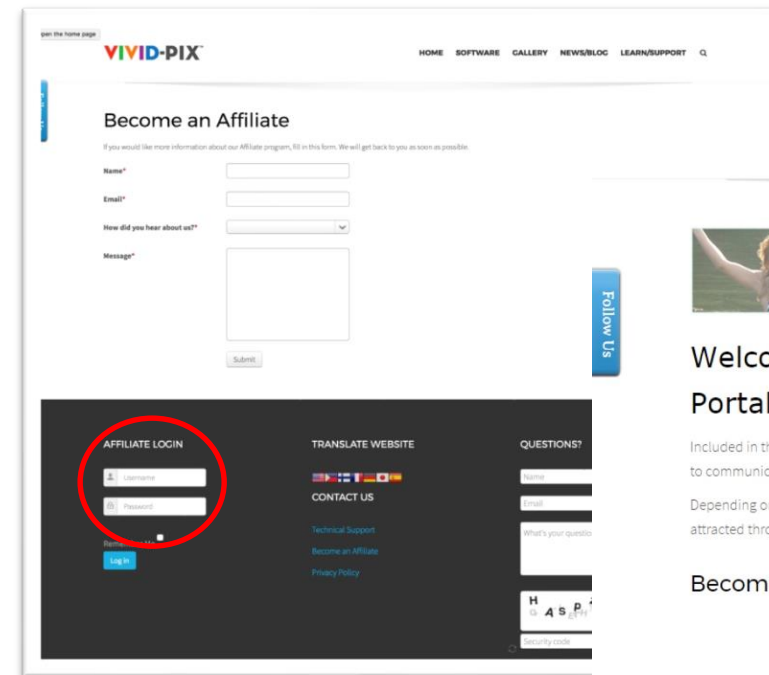 pen the home page
VIVID-PIX
HOME SOFTWARE GALLERY NEWS/BLOG LEARN/SUPPORT
Become an Affiliate
If you would like more information about our Affiliate program, fill in this form. We will get back to you as soon as possible.
Name*
Email*
How did you hear about us?*
Message*
Submit
Follow Us
Welco
Portal
Included in th
to communic
Depending o
attracted thro
Becom
AFFILIATE LOGIN
Username
Password
Log in
TRANSLATE WEBSITE
CONTACT US
Technical Support
Become an Affiliate
Privacy Policy
QUESTIONS?
Name
Email
What's your questio
Security code